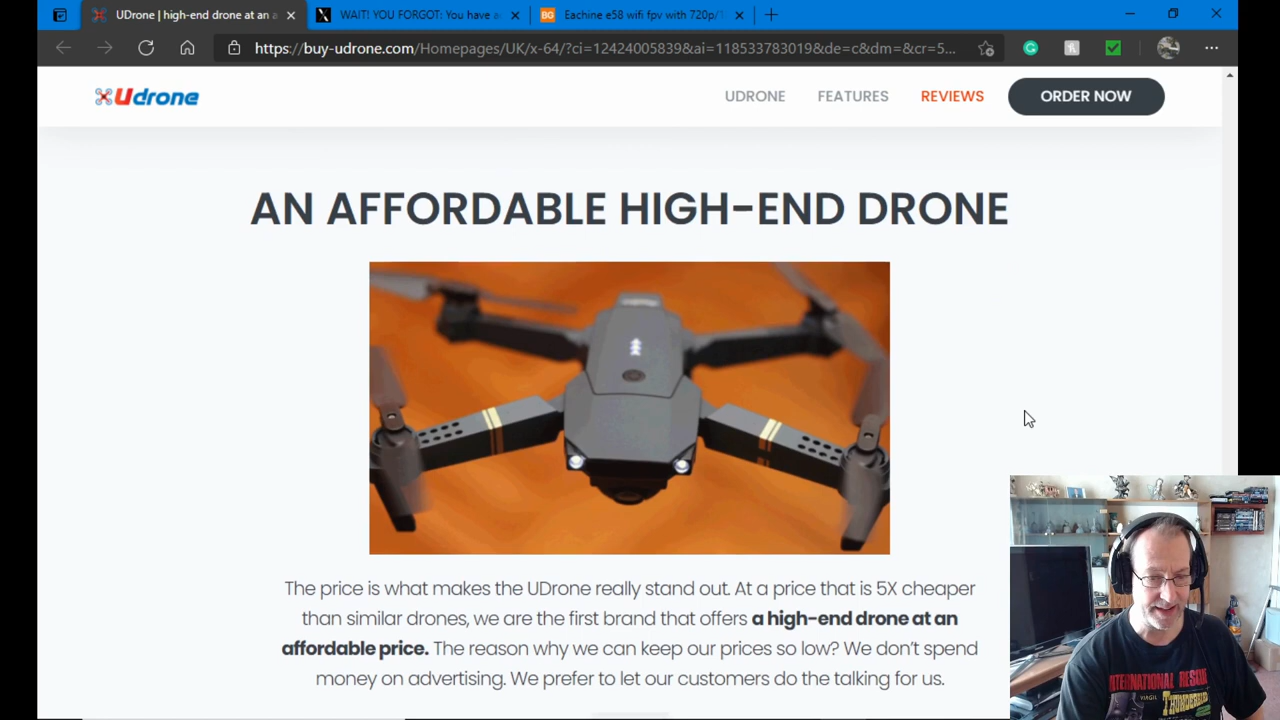 UDrone | high-end drone at an a
WAIT! YOU FORGOT: You have a
BG
Eachine e58 wifi fpv with 720p/1
https://buy-udrone.com/Homepages/UK/x-64/?ci=12424005839&ai=118533783019&de=c&dm=&cr=5...
Udrone
UDRONE
FEATURES
REVIEWS
ORDER NOW
AN AFFORDABLE HIGH-END DRONE
The price is what makes the UDrone really stand out. At a price that is 5X cheaper
than similar drones, we are the first brand that offers a high-end drone at an
affordable price. The reason why we can keep our prices so low? We don't spend
money on advertising. We prefer to let our customers do the talking for us.
INTERNATIONAL RESCUE
VIRGIL
THUNDERBIRD